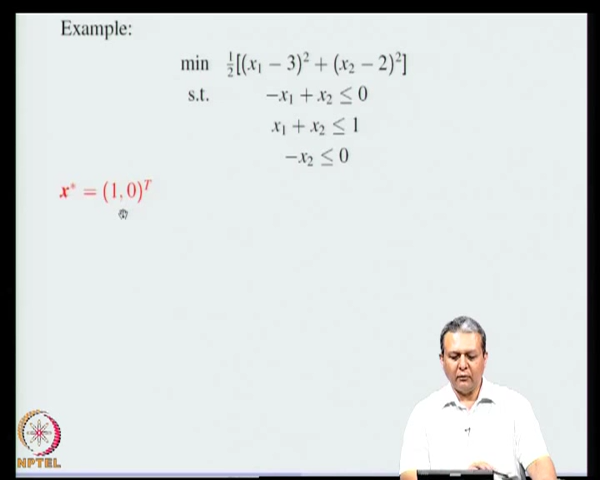 Example:
min ½[(x₁ − 3)² + (x₂ − 2)²]
s.t. −x₁ + x₂ ≤ 0
x₁ + x₂ ≤ 1
−x₂ ≤ 0
x* = (1, 0)ᵀ
NPTEL